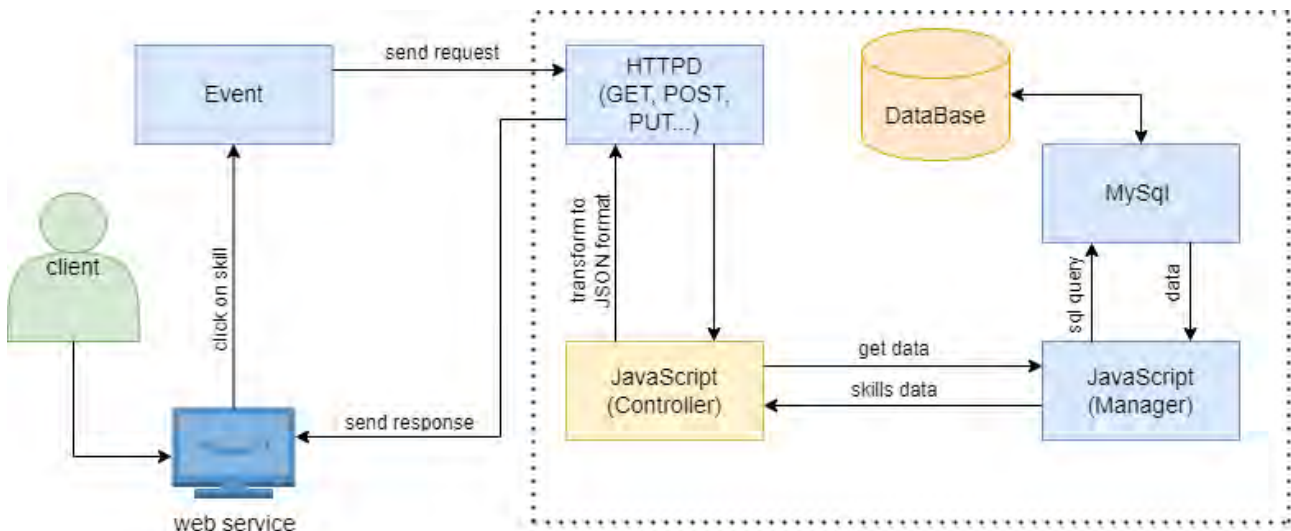 send request
Event
HTTPD
(GET, POST,
PUT...)
DataBase
MySql
client
click on skill
transform to
JSON format
sql query
data
get data
skills data
JavaScript
(Controller)
JavaScript
(Manager)
send response
web service